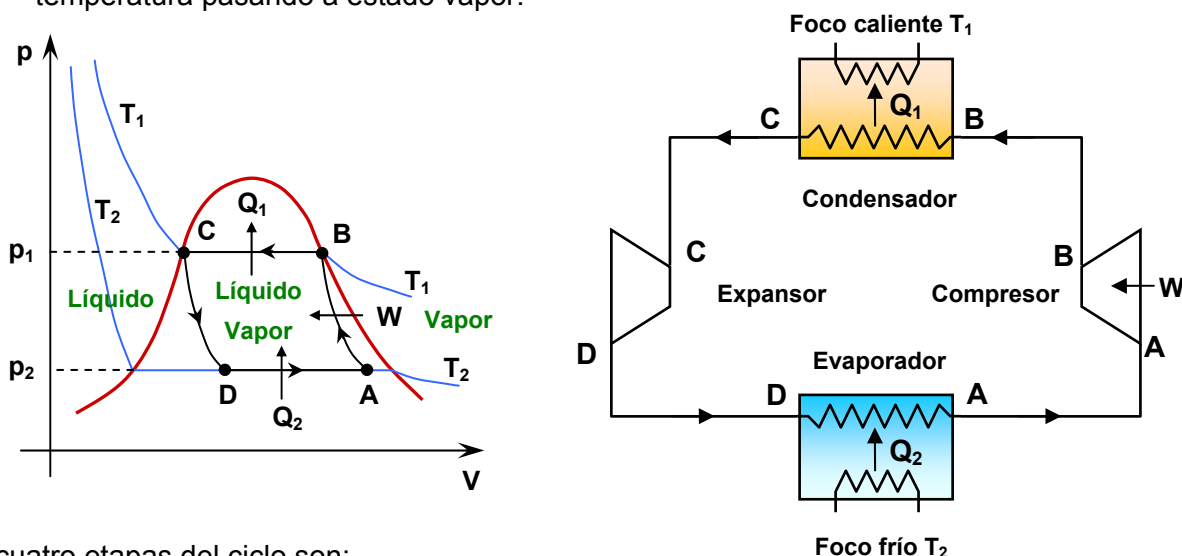 temperatura pasando a estado vapor.
p
T₁
T₂
Q₁
C
B
p₁
T₁
Líquido
Líquido
Vapor
W
Vapor
p₂
D
A
T₂
Q₂
V
Foco caliente T₁
Q₁
C
B
Condensador
C
B
Expansor
Compresor
W
D
A
Evaporador
D
A
Q₂
Foco frío T₂
cuatro etapas del ciclo son: